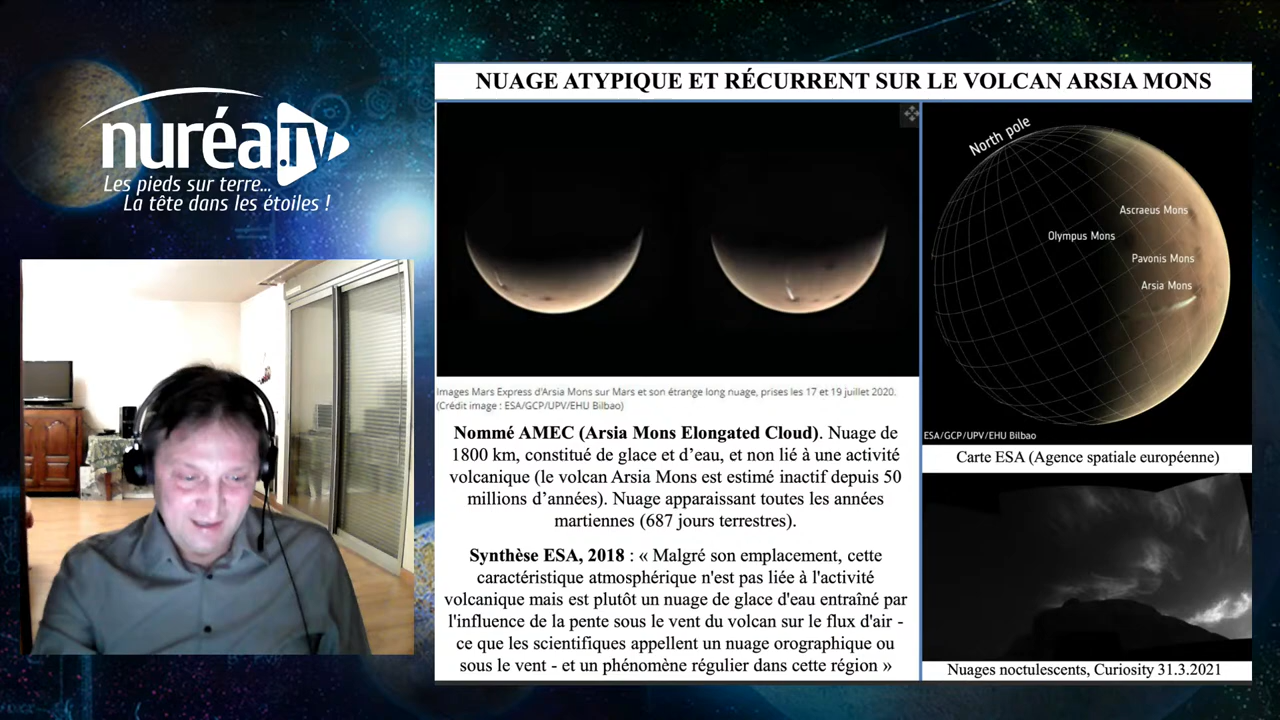 nuréa.TV
Les pieds sur terre...
La tête dans les étoiles !
NUAGE ATYPIQUE ET RÉCURRENT SUR LE VOLCAN ARSIA MONS
Images Mars Express d'Arsia Mons sur Mars et son étrange long nuage, prises les 17 et 19 juillet 2020.
(Crédit image : ESA/GCP/UPV/EHU Bilbao)
Nommé AMEC (Arsia Mons Elongated Cloud). Nuage de
1800 km, constitué de glace et d'eau, et non lié à une activité
volcanique (le volcan Arsia Mons est estimé inactif depuis 50
millions d'années). Nuage apparaissant toutes les années
martiennes (687 jours terrestres).
Synthèse ESA, 2018 : « Malgré son emplacement, cette
caractéristique atmosphérique n'est pas liée à l'activité
volcanique mais est plutôt un nuage de glace d'eau entraîné par
l'influence de la pente sous le vent du volcan sur le flux d'air -
ce que les scientifiques appellent un nuage orographique ou
sous le vent - et un phénomène régulier dans cette région »
North pole
Ascraeus Mons
Olympus Mons
Pavonis Mons
Arsia Mons
ESA/GCP/UPV/EHU Bilbao
Carte ESA (Agence spatiale européenne)
Nuages noctulescents, Curiosity 31.3.2021